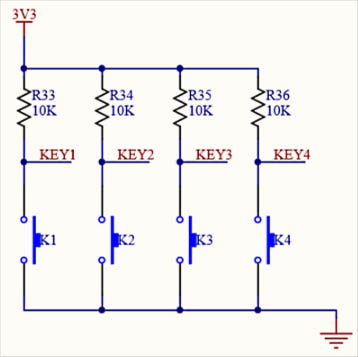 3V3
R33 R34 R35 R36
10K 10K 10K 10K
KEY1 KEY2 KEY3 KEY4
K1 K2 K3 K4